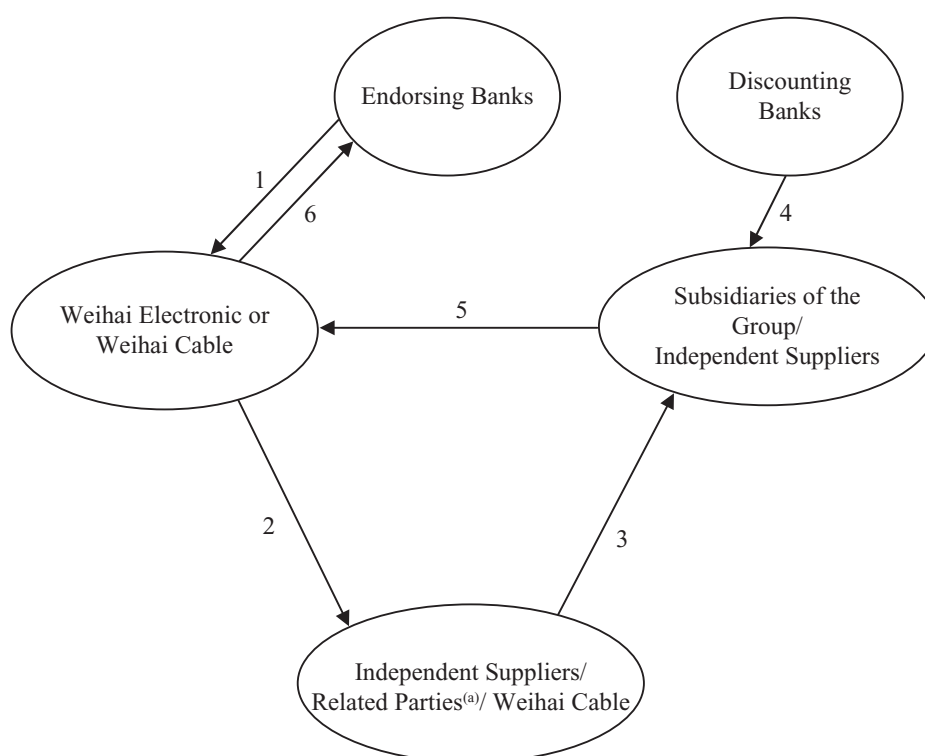 Endorsing Banks
Discounting
Banks
1
6
4
Weihai Electronic or
Weihai Cable
5
Subsidiaries of the
Group/
Independent Suppliers
2
3
Independent Suppliers/
Related Parties(a)/ Weihai Cable